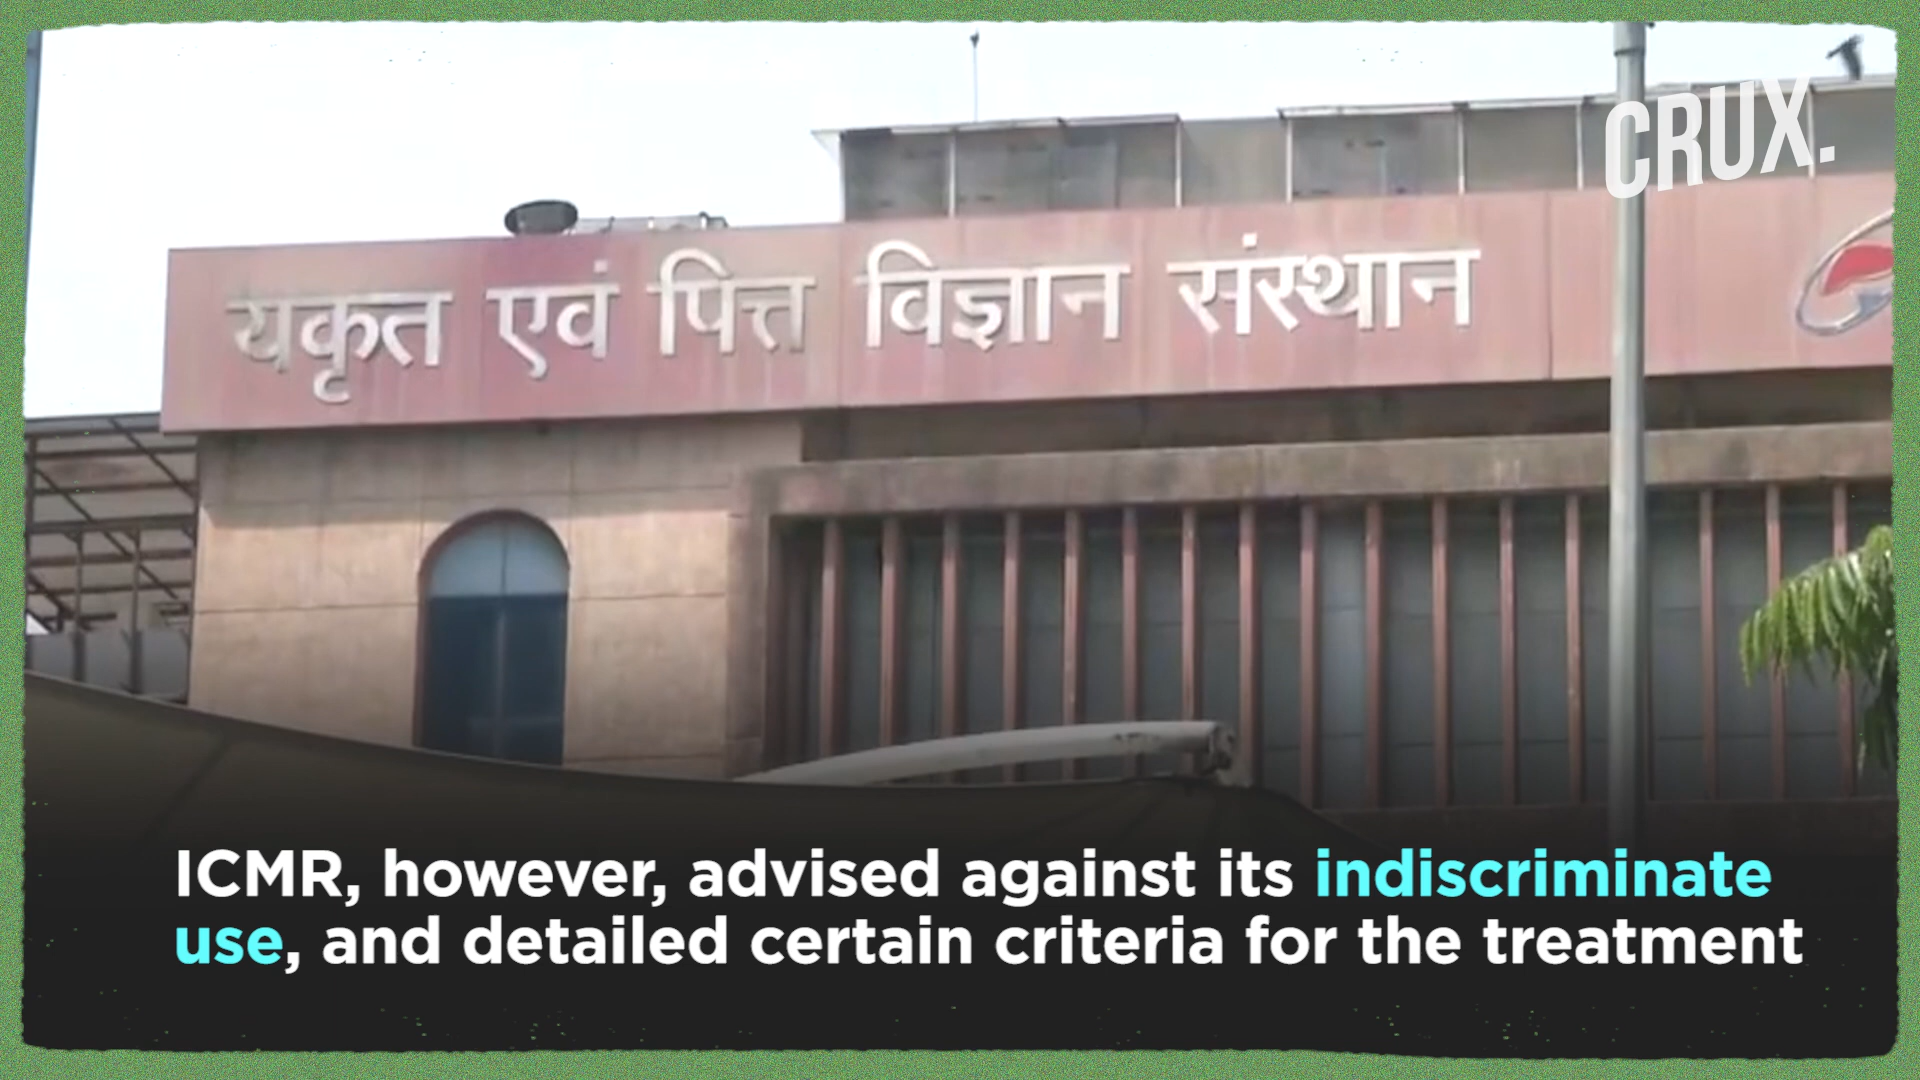 CRUX.
यकृत एवं पित्त विज्ञान संस्थान
ICMR, however, advised against its indiscriminate
use, and detailed certain criteria for the treatment